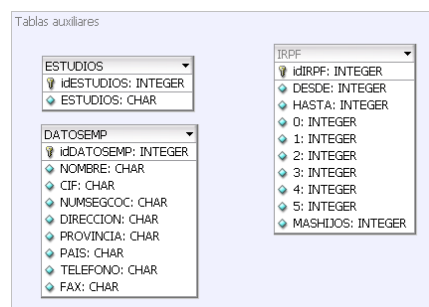 Tablas auxiliares
ESTUDIOS
idESTUDIOS: INTEGER
ESTUDIOS: CHAR
DATOSEMP
idDATOSEMP: INTEGER
NOMBRE: CHAR
CIF: CHAR
NUMSEGCOC: CHAR
DIRECCION: CHAR
PROVINCIA: CHAR
PAIS: CHAR
TELEFONO: CHAR
FAX: CHAR
IRPF
idIRPF: INTEGER
DESDE: INTEGER
HASTA: INTEGER
0: INTEGER
1: INTEGER
2: INTEGER
3: INTEGER
4: INTEGER
5: INTEGER
MASHIJOS: INTEGER